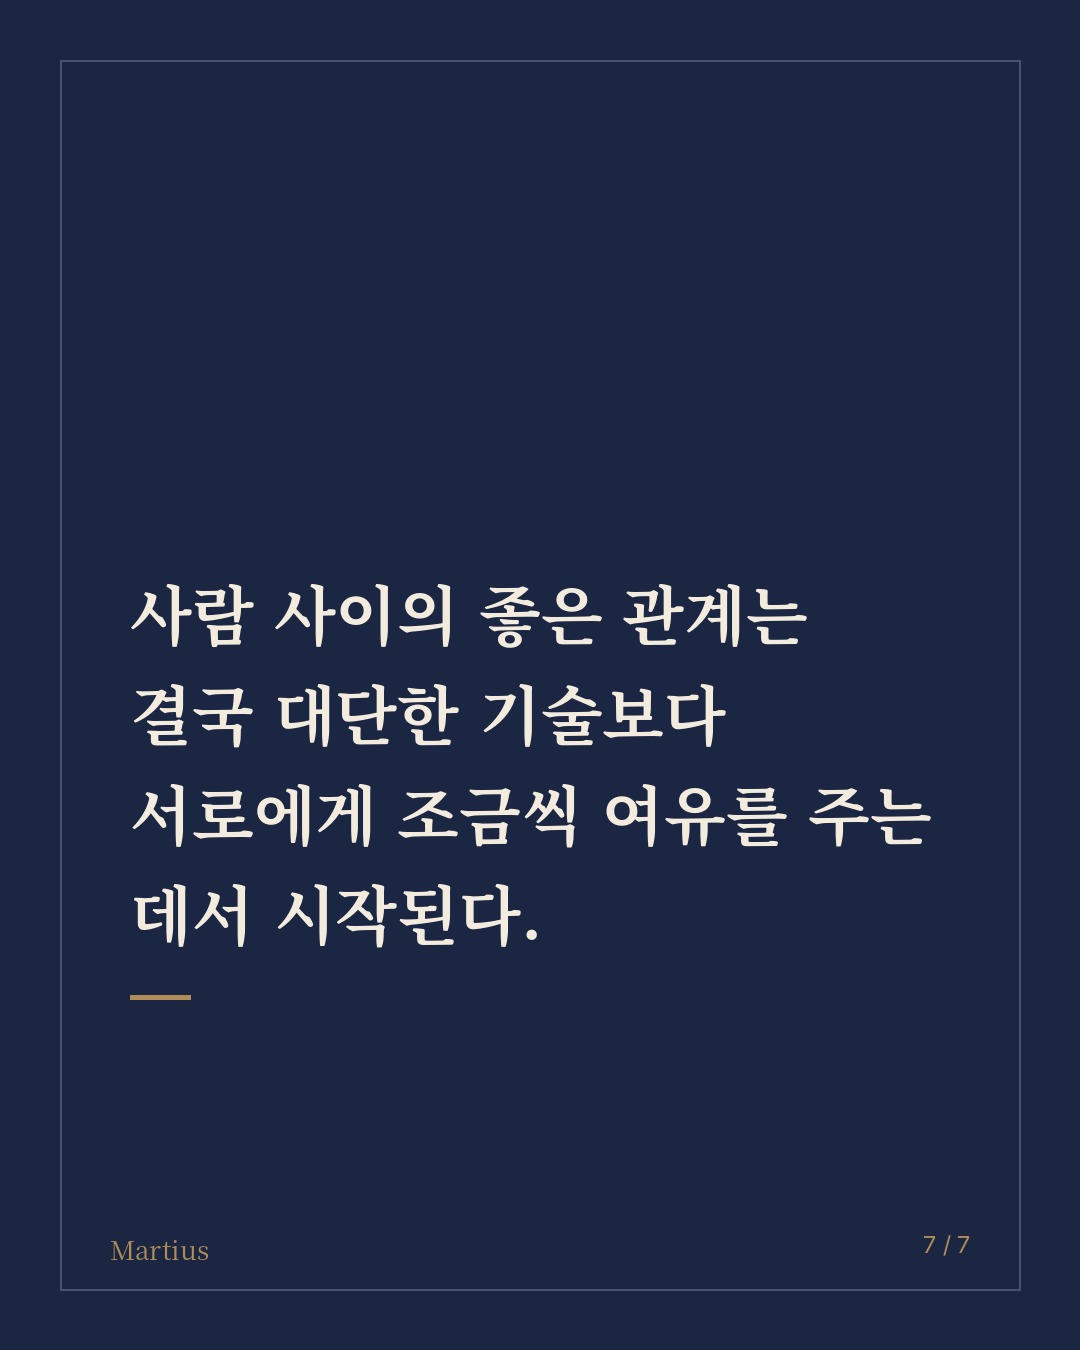 사람 사이의 좋은 관계는
결국 대단한 기술보다
서로에게 조금씩 여유를 주는
데서 시작된다.
Martius
7 / 7